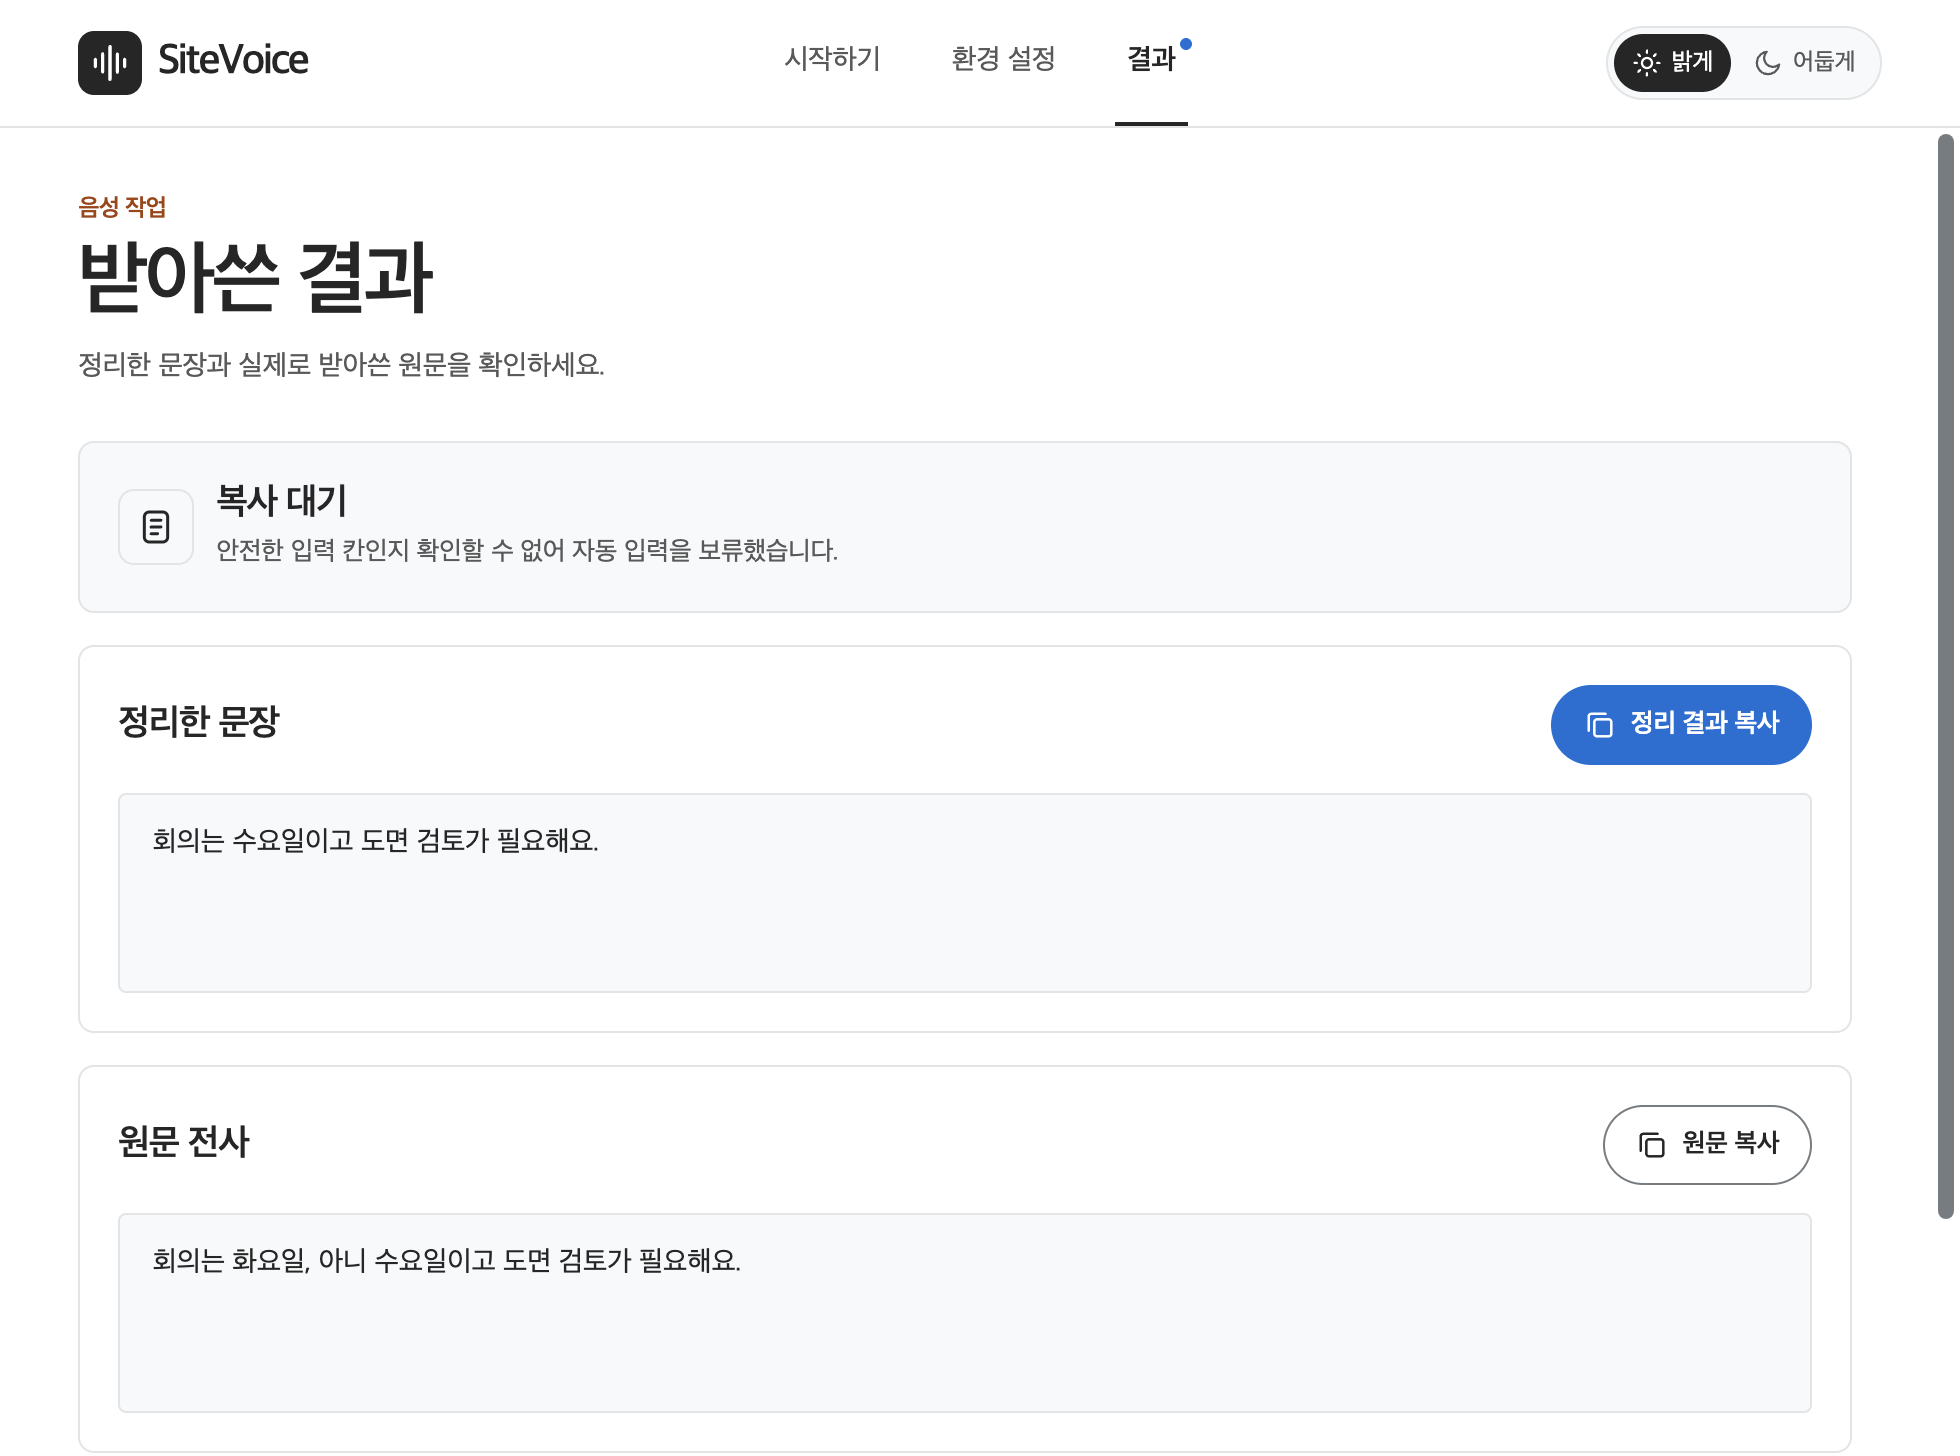 SiteVoice
시작하기
환경 설정
결과
밝게
어둡게
음성 작업
받아쓴 결과
정리한 문장과 실제로 받아쓴 원문을 확인하세요.
복사 대기
안전한 입력 칸인지 확인할 수 없어 자동 입력을 보류했습니다.
정리한 문장
정리 결과 복사
회의는 수요일이고 도면 검토가 필요해요.
원문 전사
원문 복사
회의는 화요일, 아니 수요일이고 도면 검토가 필요해요.